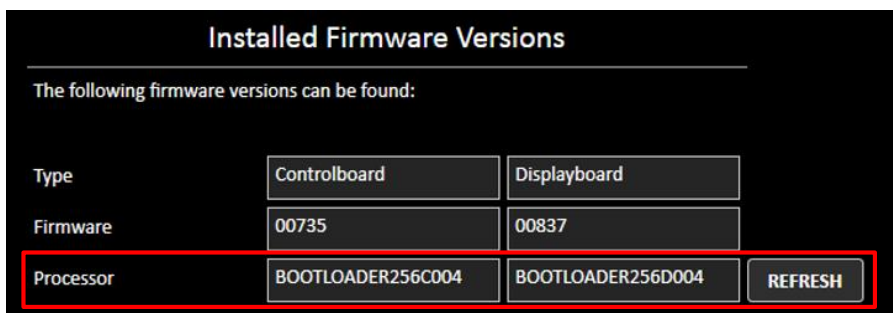 Installed Firmware Versions
The following firmware versions can be found:
Type Controlboard Displayboard
Firmware 00735 00837
Processor BOOTLOADER256C004 BOOTLOADER256D004 REFRESH